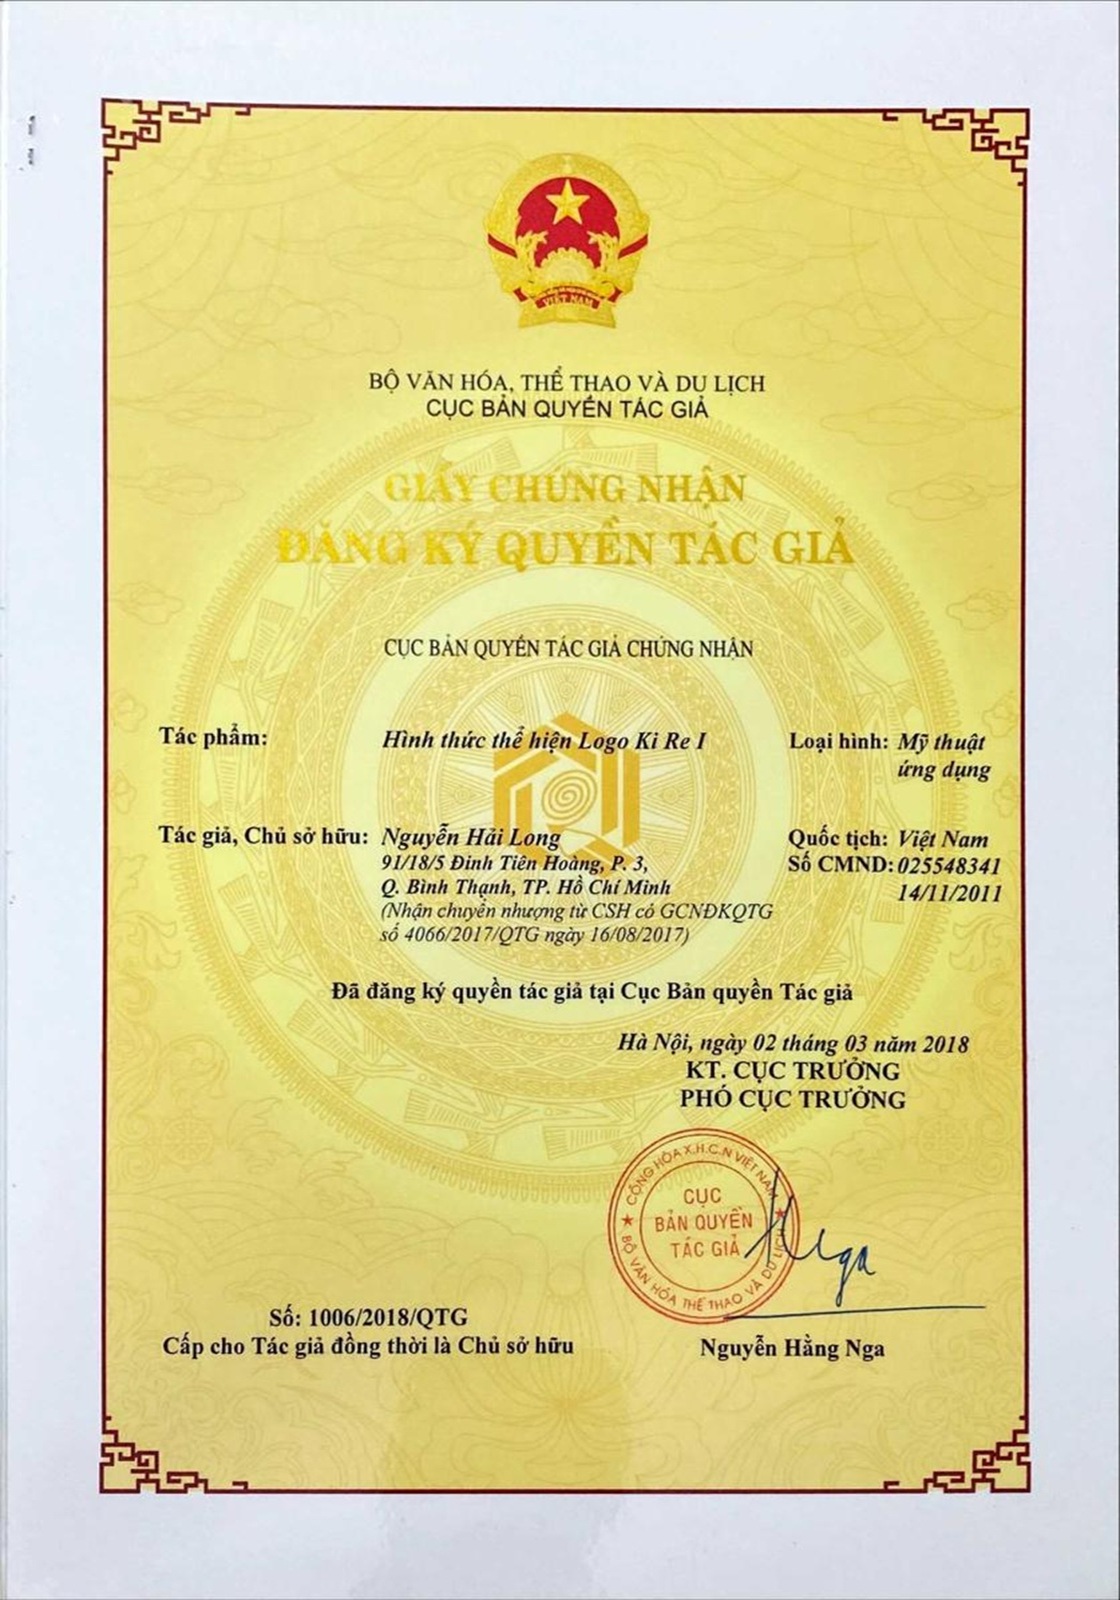 VIỆT NAM
BỘ VĂN HÓA, THỂ THAO VÀ DU LỊCH
CỤC BẢN QUYỀN TÁC GIẢ
GIẤY CHỨNG NHẬN
ĐĂNG KÝ QUYỀN TÁC GIẢ
CỤC BẢN QUYỀN TÁC GIẢ CHỨNG NHẬN
Tác phẩm: Hình thức thể hiện Logo Ki Re I Loại hình: Mỹ thuật
ứng dụng
Tác giả, Chủ sở hữu: Nguyễn Hải Long Quốc tịch: Việt Nam
91/18/5 Đinh Tiên Hoàng, P. 3, Số CMND: 025548341
Q. Bình Thạnh, TP. Hồ Chí Minh 14/11/2011
(Nhận chuyển nhượng từ CSH có GCNĐKQTG
số 4066/2017/QTG ngày 16/08/2017)
Đã đăng ký quyền tác giả tại Cục Bản quyền Tác giả
Hà Nội, ngày 02 tháng 03 năm 2018
KT. CỤC TRƯỞNG
PHÓ CỤC TRƯỞNG
CỘNG HÒA X.H.C.N VIỆT NAM
CỤC
BẢN QUYỀN
TÁC GIẢ
BỘ VĂN HÓA THỂ THAO VÀ DU LỊCH
Nga
Số: 1006/2018/QTG
Cấp cho Tác giả đồng thời là Chủ sở hữu
Nguyễn Hằng Nga